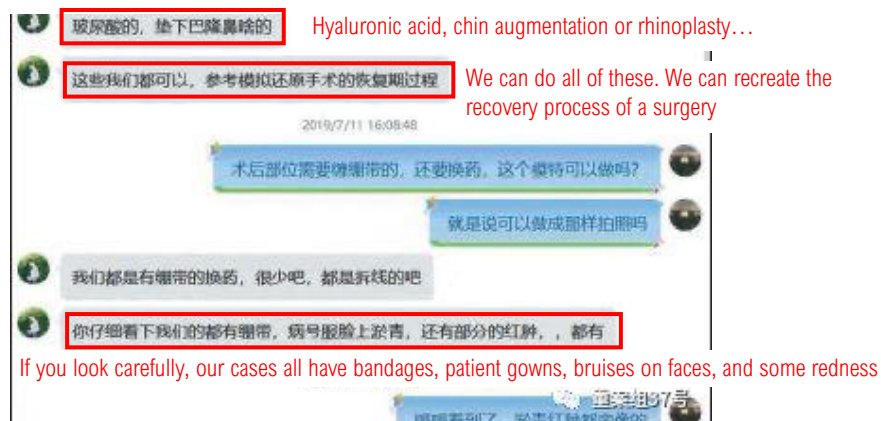 玻尿酸的，垫下巴隆鼻啥的
Hyaluronic acid, chin augmentation or rhinoplasty…
这些我们都可以，参考模拟还原手术的恢复期过程
We can do all of these. We can recreate the
recovery process of a surgery
2019/7/11 16:08:48
术后部位需要缠绷带的，还要换药，这个模特可以做吗？
就是说可以做成那样拍照吗
我们都是有绷带的换药，很少吧，都是拆线的吧
你仔细看下我们的都有绷带，病号服脸上淤青，还有部分的红肿，，都有
If you look carefully, our cases all have bandages, patient gowns, bruises on faces, and some redness
重案组37号